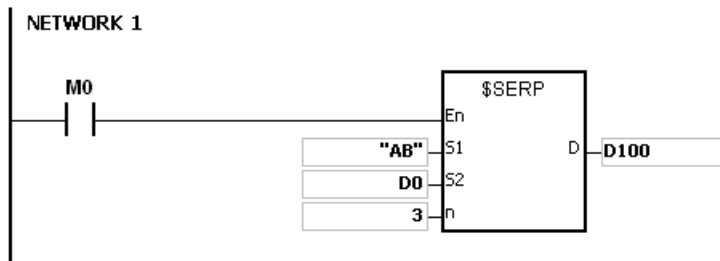 NETWORK 1
M0
$SERP
En
"AB" S1 D D100
D0 S2
3 n